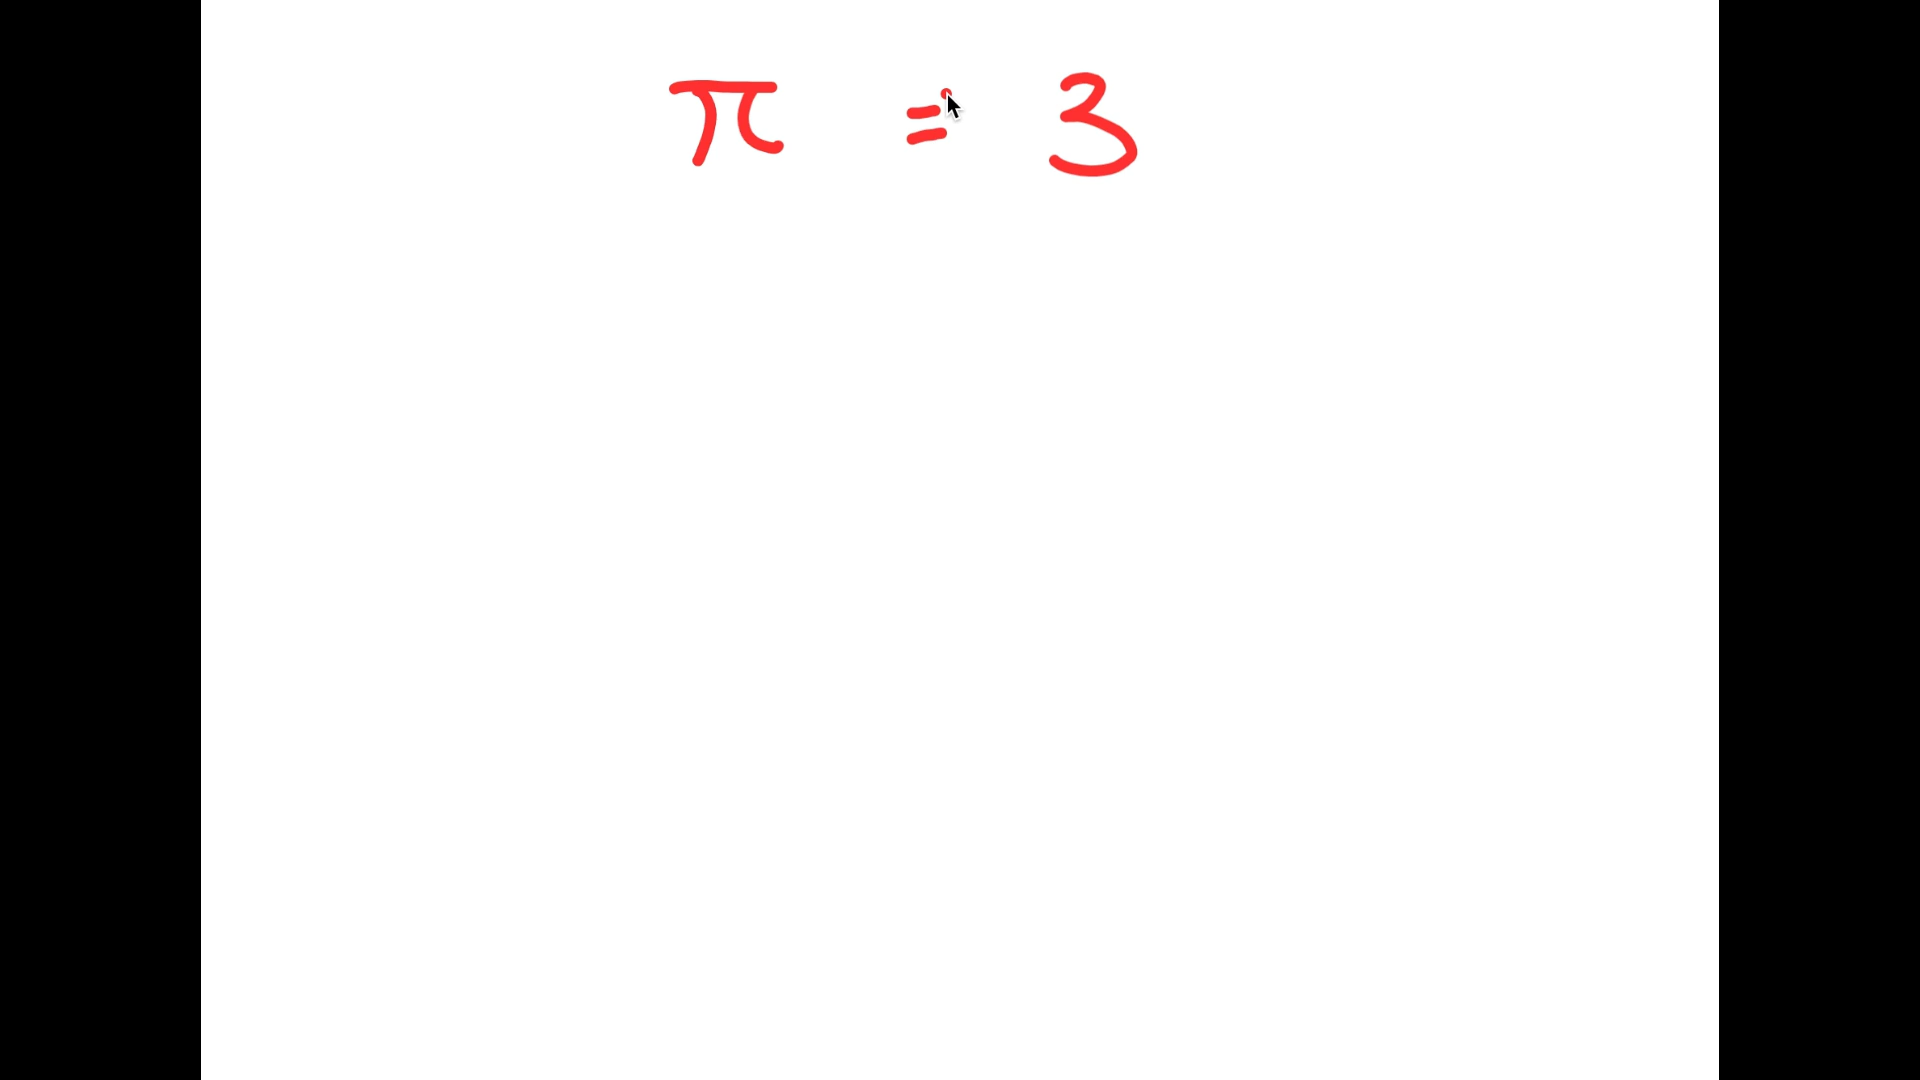 π = 3